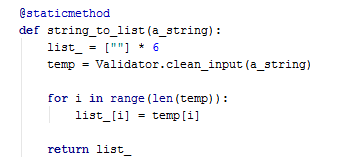 @staticmethod
def string_to_list(a_string):
    list_ = [""] * 6
    temp = Validator.clean_input(a_string)

    for i in range(len(temp)):
        list_[i] = temp[i]

    return list_